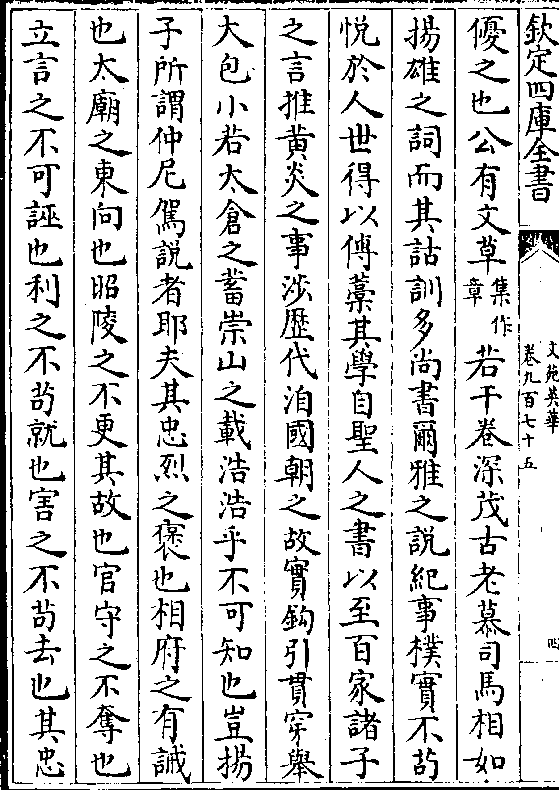 欽定四庫全書
文苑英華
卷九百七十五
四
優之也公有文草集作章若干卷深茂古老慕司馬相如
揚雄之詞而其詁訓多尚書爾雅之說紀事樸實不茍
悅於人世得以傳藁其學自聖人之書以至百家諸子
之言推黃炎之事涉歴代洎國朝之故實鈎引貫穿舉
大包小若太倉之蓄崇山之載浩浩乎不可知也豈揚
子所謂仲尼駕說者耶夫其忠烈之褒也相府之有誠
也太廟之東向也昭陵之不更其故也官守之不奪也
立言之不可誣也利之不茍就也害之不茍去也其忠